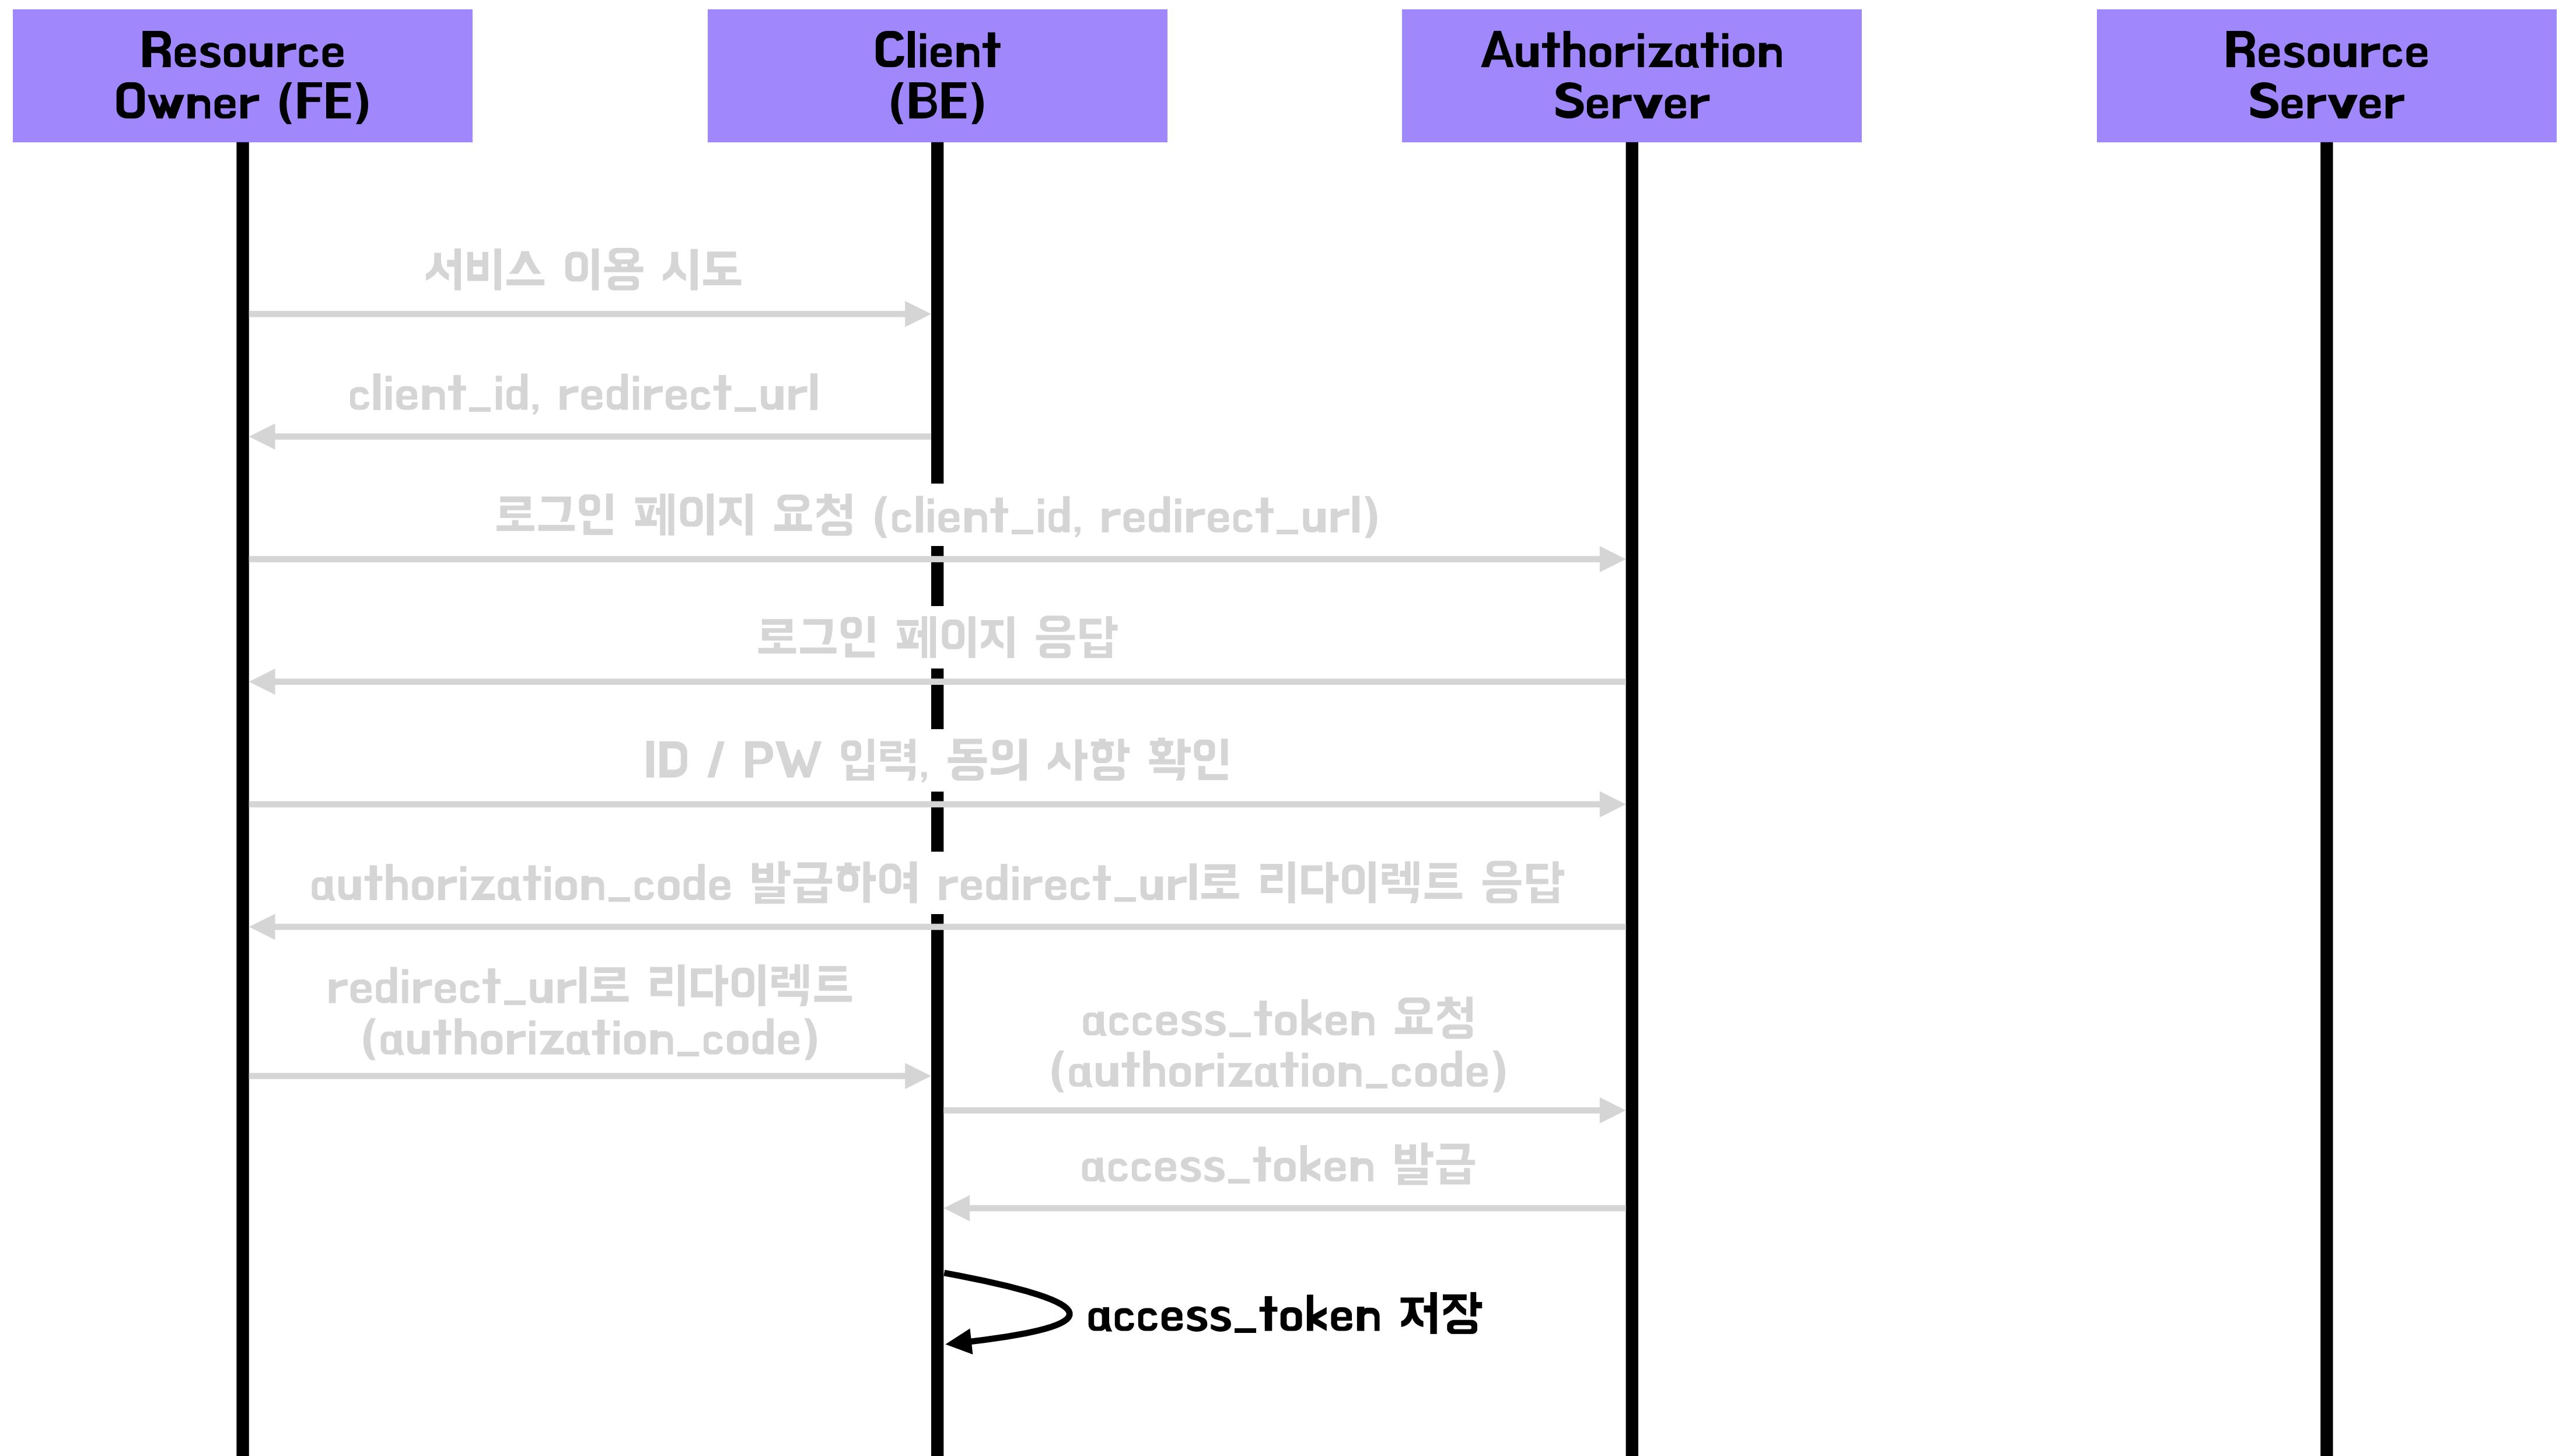 Resource
Owner (FE)
Client
(BE)
Authorization
Server
Resource
Server
서비스 이용 시도
client_id, redirect_url
로그인 페이지 요청 (client_id, redirect_url)
로그인 페이지 응답
ID / PW 입력, 동의 사항 확인
authorization_code 발급하여 redirect_url로 리다이렉트 응답
redirect_url로 리다이렉트
(authorization_code)
access_token 요청
(authorization_code)
access_token 발급
access_token 저장